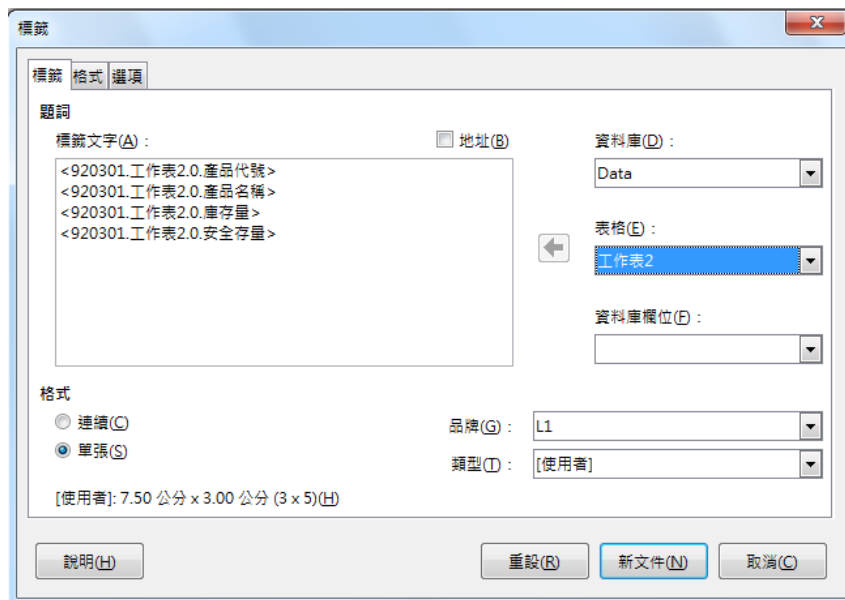 標籤
標籤 格式 選項
題詞
標籤文字(A)： 地址(B) 資料庫(D)：
<920301.工作表2.0.產品代號>
<920301.工作表2.0.產品名稱>
<920301.工作表2.0.庫存量>
<920301.工作表2.0.安全存量>
Data
表格(E)：
工作表2
資料庫欄位(F)：
格式
連續(C)
單張(S)
品牌(G)： L1
類型(T)： [使用者]
[使用者]: 7.50 公分 x 3.00 公分 (3 x 5)(H)
說明(H) 重設(R) 新文件(N) 取消(C)